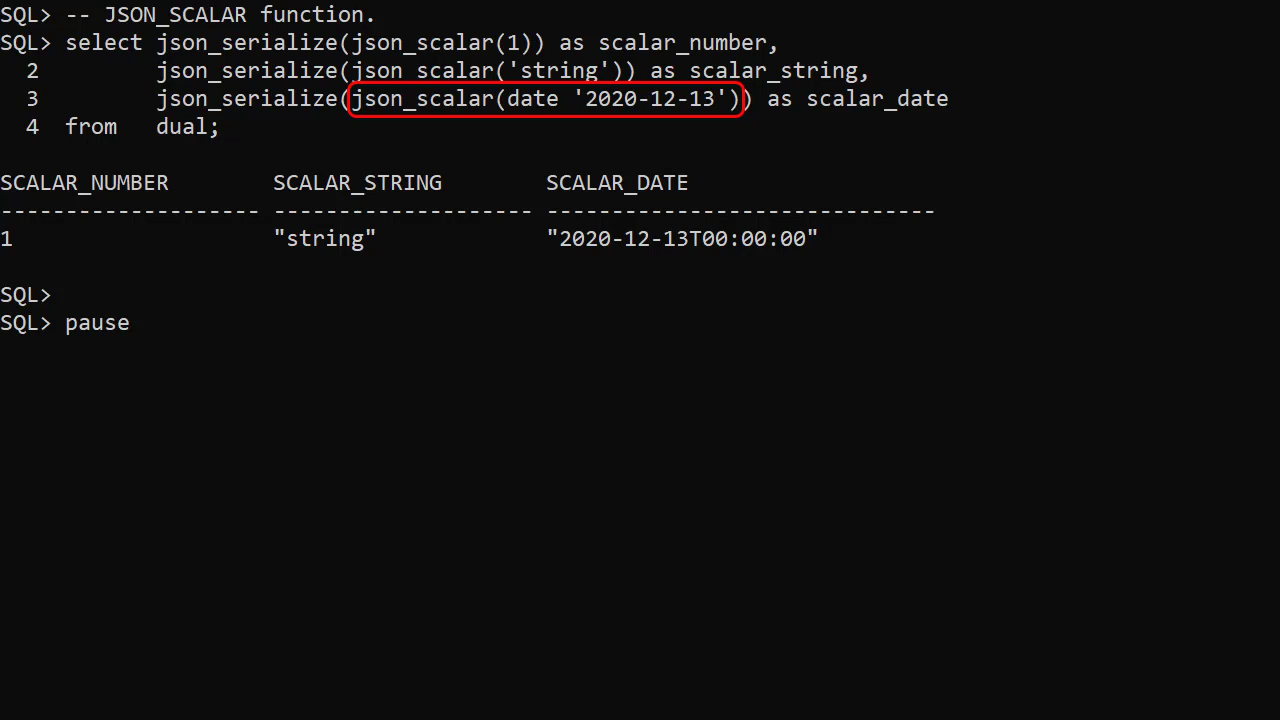 SQL> -- JSON_SCALAR function.
SQL> select json_serialize(json_scalar(1)) as scalar_number,
  2         json_serialize(json_scalar('string')) as scalar_string,
  3         json_serialize(json_scalar(date '2020-12-13')) as scalar_date
  4  from   dual;
SCALAR_NUMBER        SCALAR_STRING        SCALAR_DATE
-------------------- -------------------- ------------------------------
1                    "string"             "2020-12-13T00:00:00"
SQL>
SQL> pause